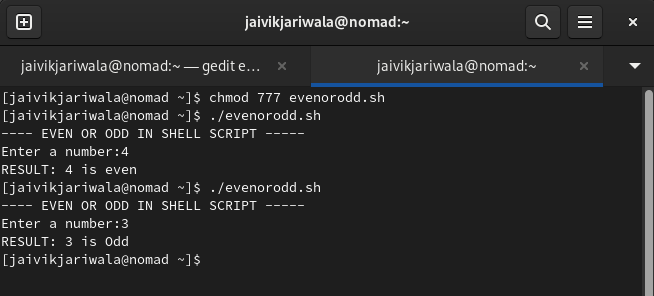 jaivikjariwala@nomad:~
jaivikjariwala@nomad:~ — gedit e...
jaivikjariwala@nomad:~
[jaivikjariwala@nomad ~]$ chmod 777 evenorodd.sh
[jaivikjariwala@nomad ~]$ ./evenorodd.sh
---- EVEN OR ODD IN SHELL SCRIPT -----
Enter a number:4
RESULT: 4 is even
[jaivikjariwala@nomad ~]$ ./evenorodd.sh
---- EVEN OR ODD IN SHELL SCRIPT -----
Enter a number:3
RESULT: 3 is Odd
[jaivikjariwala@nomad ~]$